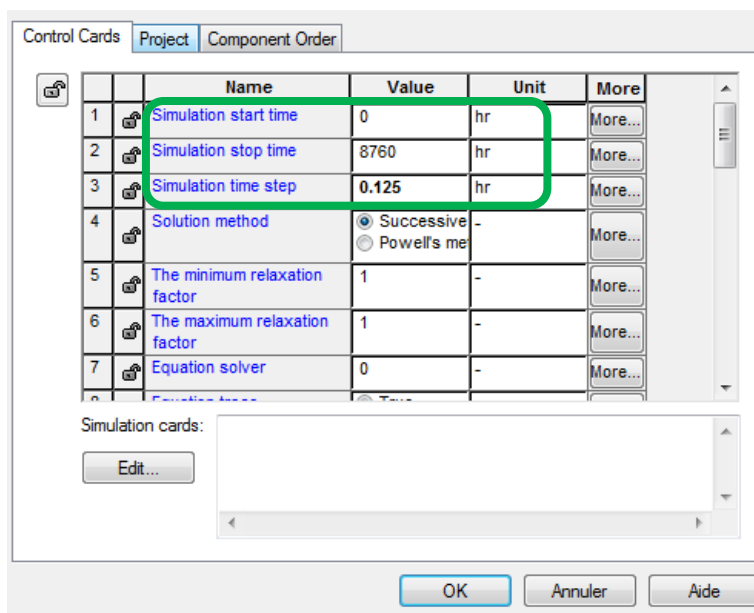 Control Cards Project Component Order
Name Value Unit More
1 Simulation start time 0 hr More...
2 Simulation stop time 8760 hr More...
3 Simulation time step 0.125 hr More...
4 Solution method Successive - More...
Powell's me
5 The minimum relaxation 1 - More...
factor
6 The maximum relaxation 1 - More...
factor
7 Equation solver 0 - More...
Simulation cards:
Edit...
OK Annuler Aide